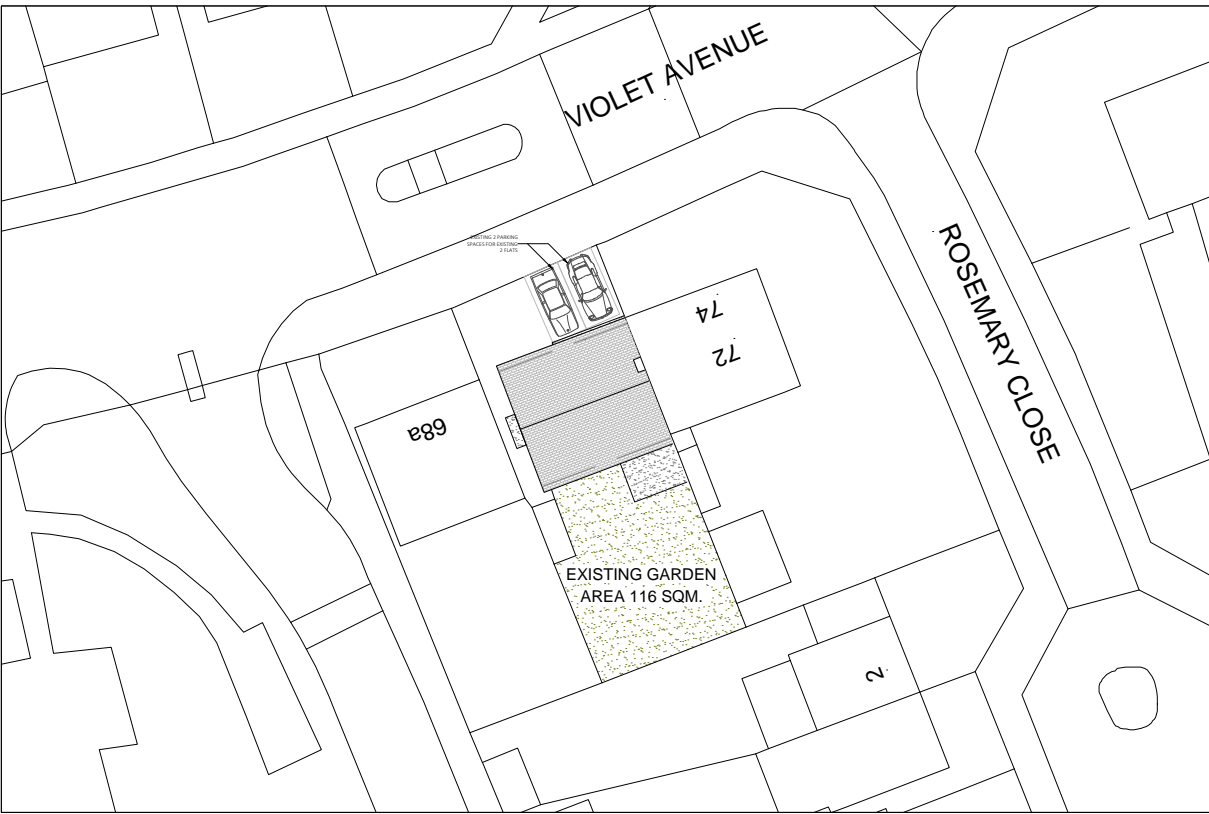 VIOLET AVENUE
EXISTING 2 PARKING
SPACES FOR EXISTING
2 FLATS
ROSEMARY CLOSE
74
72
68a
EXISTING GARDEN
AREA 116 SQM.
2